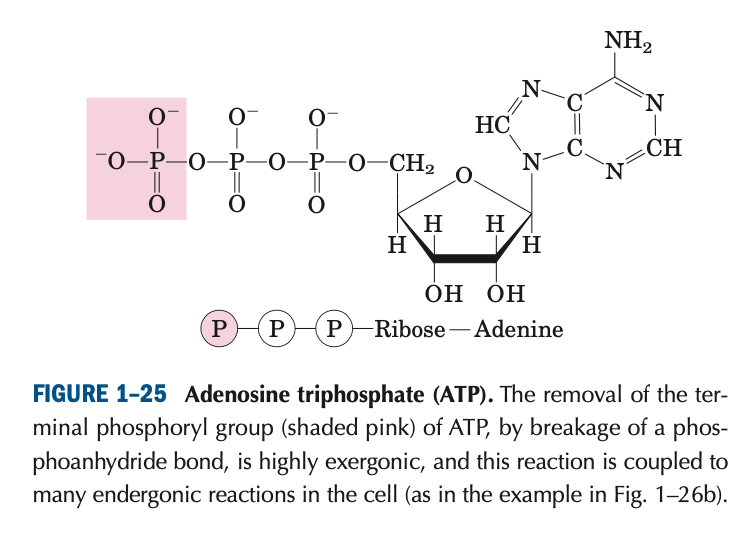 NH₂
O⁻ O⁻ O⁻
N C N
HC
⁻O—P—O—P—O—P—O—CH₂ N C CH
N
O O O O
H H H H
OH OH
P—P—P—Ribose—Adenine
FIGURE 1–25 Adenosine triphosphate (ATP). The removal of the ter-
minal phosphoryl group (shaded pink) of ATP, by breakage of a phos-
phoanhydride bond, is highly exergonic, and this reaction is coupled to
many endergonic reactions in the cell (as in the example in Fig. 1–26b).